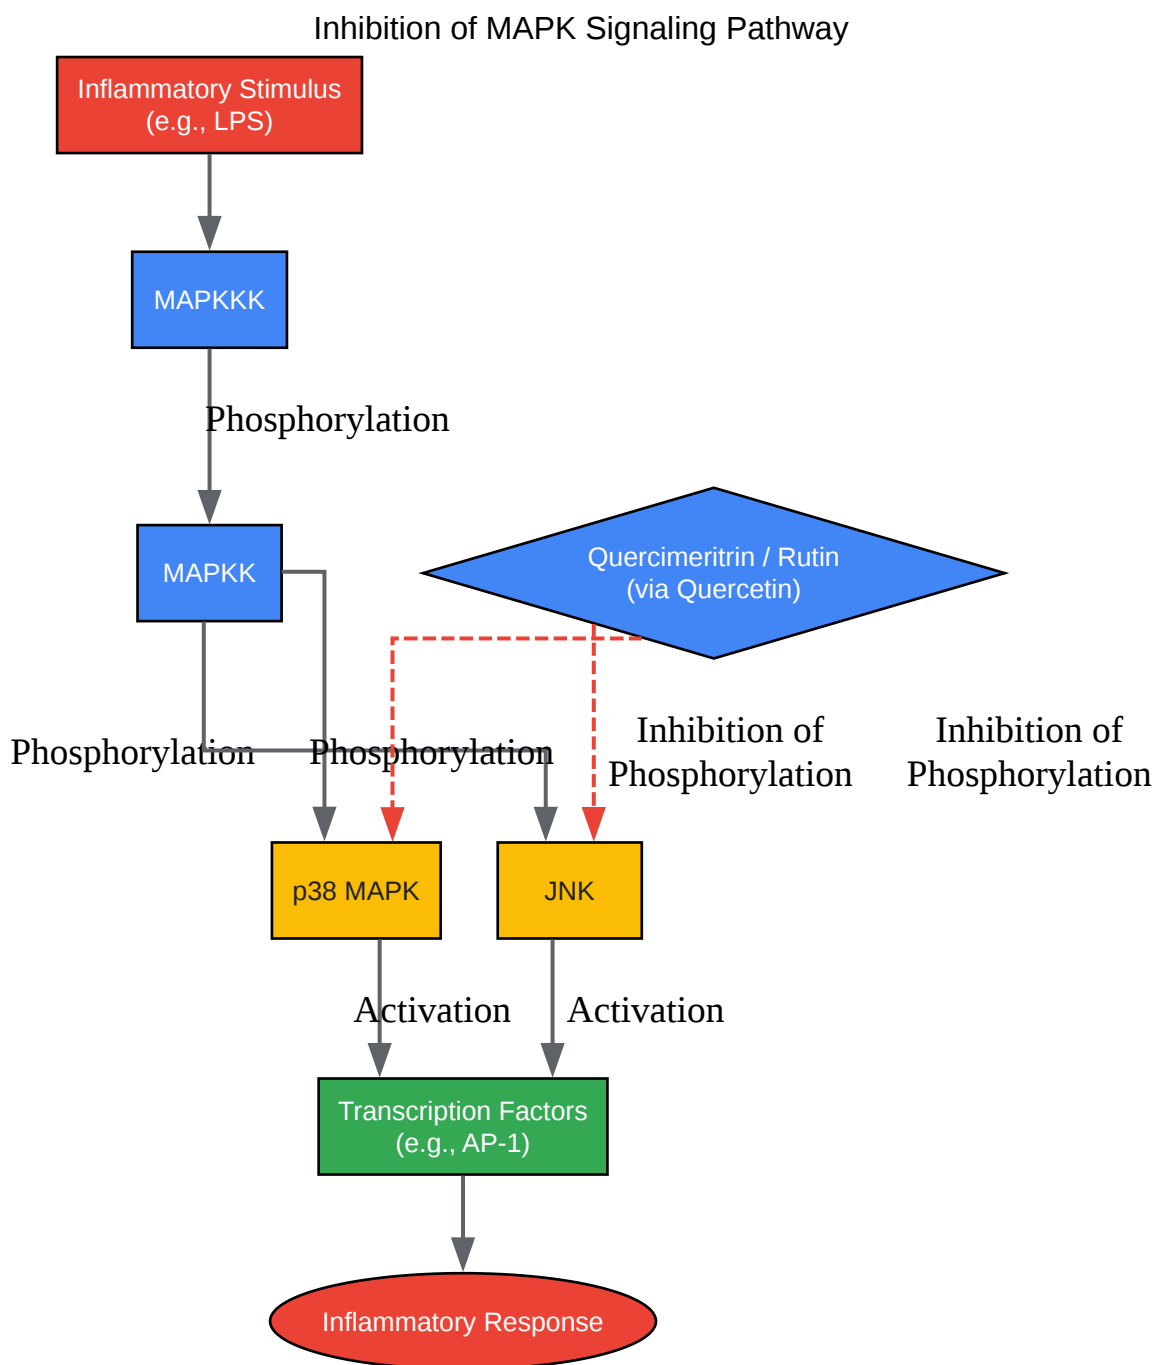 Inhibition of MAPK Signaling Pathway
Inflammatory Stimulus
(e.g., LPS)
MAPKKK
Phosphorylation
MAPKK
Quercimeritrin / Rutin
(via Quercetin)
Phosphorylation
Phosphorylation
Inhibition of
Phosphorylation
Inhibition of
Phosphorylation
p38 MAPK
JNK
Activation
Activation
Transcription Factors
(e.g., AP-1)
Inflammatory Response